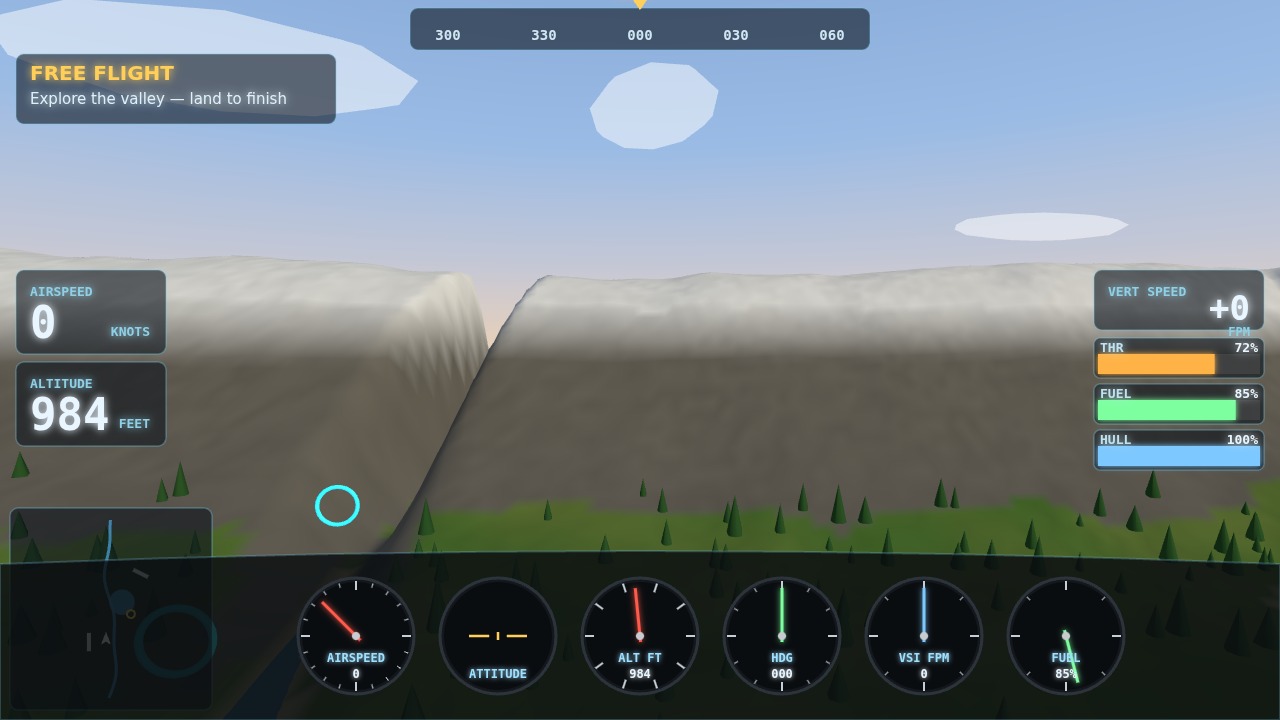 300 330 000 030 060
FREE FLIGHT
Explore the valley — land to finish
AIRSPEED
0 KNOTS
ALTITUDE
984 FEET
VERT SPEED
+0
FPM
THR 72%
FUEL 85%
HULL 100%
AIRSPEED
0
ATTITUDE
ALT FT
984
HDG
000
VSI FPM
0
FUEL
85%